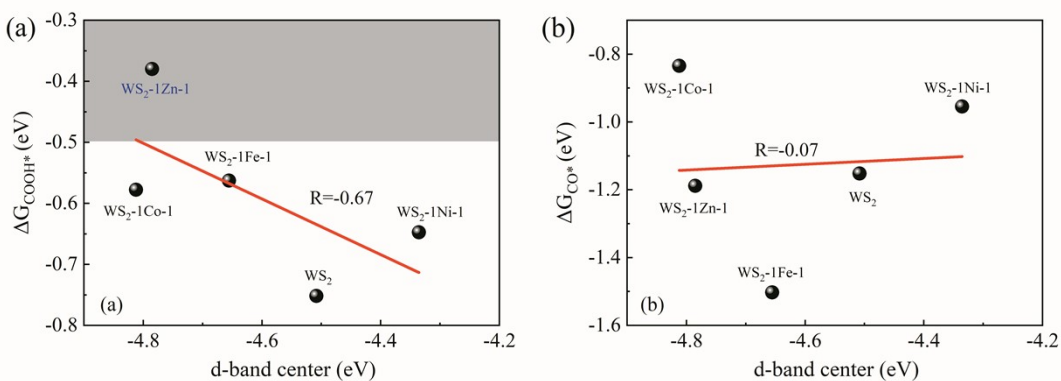 (a)
-0.3
-0.4
-0.5
-0.6
-0.7
-0.8
ΔG_COOH* (eV)
WS₂-1Zn-1
WS₂-1Fe-1
WS₂-1Co-1
R=-0.67
WS₂-1Ni-1
WS₂
(a)
-4.8 -4.6 -4.4 -4.2
d-band center (eV)
(b)
-0.8
-1.0
-1.2
-1.4
-1.6
ΔG_CO* (eV)
WS₂-1Co-1
WS₂-1Ni-1
R=-0.07
WS₂-1Zn-1
WS₂
WS₂-1Fe-1
(b)
-4.8 -4.6 -4.4 -4.2
d-band center (eV)